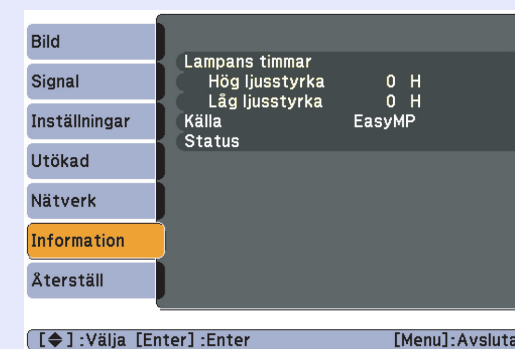 Bild
Signal
Inställningar
Utökad
Nätverk
Information
Återställ
Lampans timmar
Hög ljusstyrka 0 H
Låg ljusstyrka 0 H
Källa EasyMP
Status
[◆] :Välja [Enter] :Enter [Menu]:Avsluta